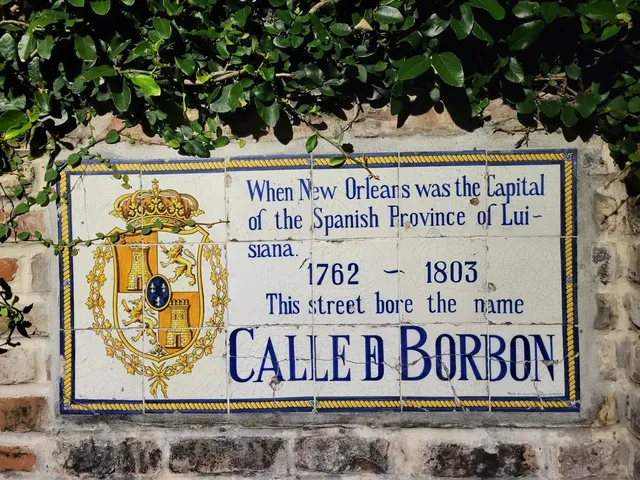 When New Orleans was the Capital
of the Spanish Province of Lui-
siana.
1762 — 1803
This street bore the name
CALLE D BORBON